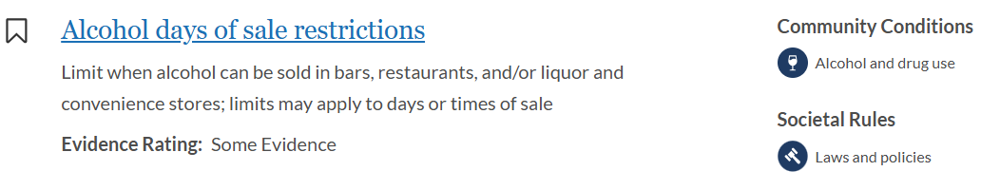 Alcohol days of sale restrictions
Limit when alcohol can be sold in bars, restaurants, and/or liquor and
convenience stores; limits may apply to days or times of sale
Evidence Rating: Some Evidence
Community Conditions
Alcohol and drug use
Societal Rules
Laws and policies